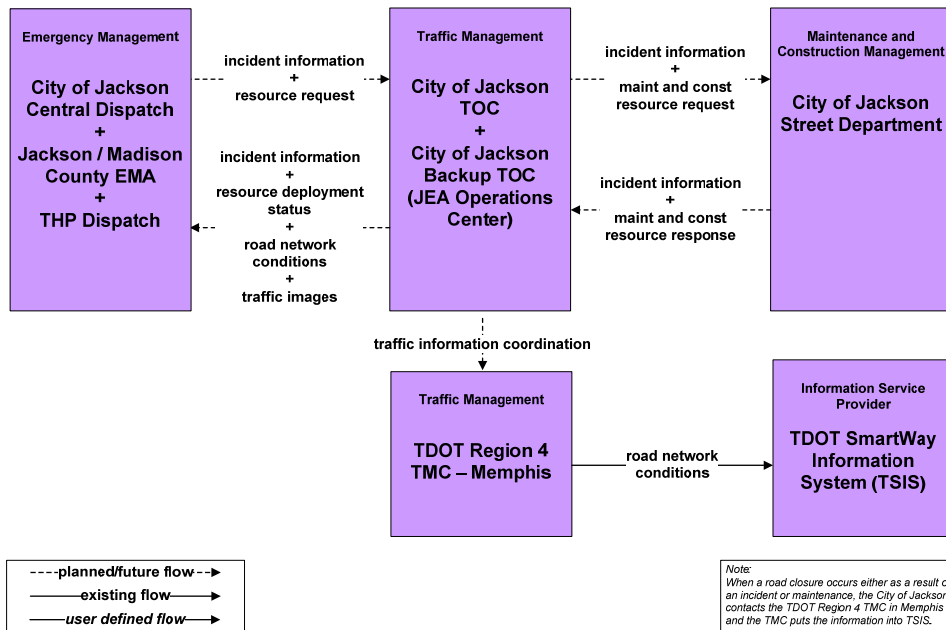 Emergency Management
City of Jackson
Central Dispatch
+
Jackson / Madison
County EMA
+
THP Dispatch
incident information
+
resource request
incident information
+
resource deployment
status
+
road network
conditions
+
traffic images
Traffic Management
City of Jackson
TOC
+
City of Jackson
Backup TOC
(JEA Operations
Center)
incident information
+
maint and const
resource request
incident information
+
maint and const
resource response
Maintenance and
Construction Management
City of Jackson
Street Department
traffic information coordination
Traffic Management
TDOT Region 4
TMC – Memphis
road network
conditions
Information Service
Provider
TDOT SmartWay
Information
System (TSIS)
planned/future flow
existing flow
user defined flow
Note:
When a road closure occurs either as a result o
an incident or maintenance, the City of Jackson
contacts the TDOT Region 4 TMC in Memphis
and the TMC puts the information into TSIS.